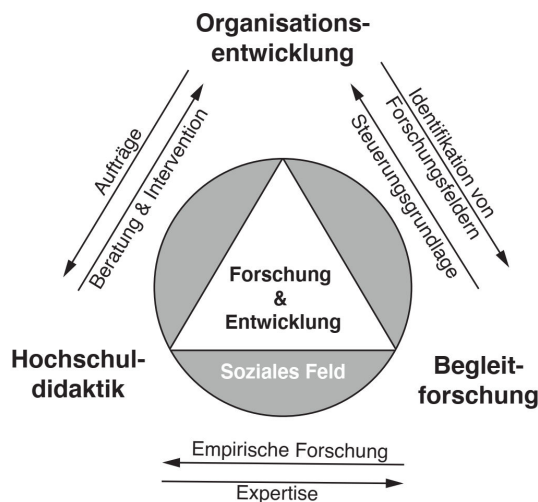 Organisations-
entwicklung
Aufträge
Beratung & Intervention
Identifikation von
Forschungsfeldern
Steuerungsgrundlage
Forschung
&
Entwicklung
Soziales Feld
Hochschul-
didaktik
Begleit-
forschung
Empirische Forschung
Expertise